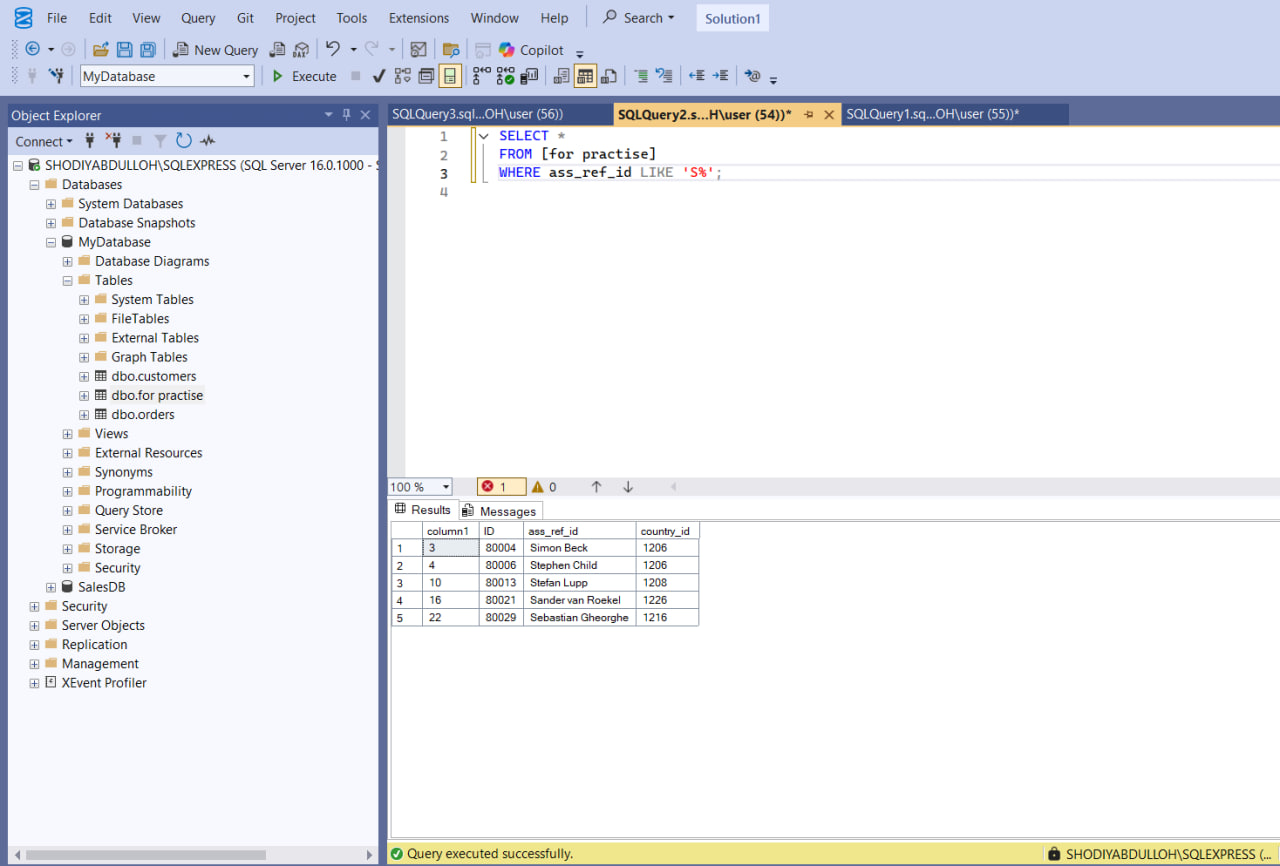 File Edit View Query Git Project Tools Extensions Window Help Search Solution1
New Query DAX Copilot
MyDatabase Execute
Object Explorer
Connect
SHODIYABDULLOH\SQLEXPRESS (SQL Server 16.0.1000 - S
Databases
System Databases
Database Snapshots
MyDatabase
Database Diagrams
Tables
System Tables
FileTables
External Tables
Graph Tables
dbo.customers
dbo.for practise
dbo.orders
Views
External Resources
Synonyms
Programmability
Query Store
Service Broker
Storage
Security
SalesDB
Security
Server Objects
Replication
Management
XEvent Profiler
SQLQuery3.sql...OH\user (56)) SQLQuery2.s...H\user (54))* SQLQuery1.sq...OH\user (55))*
1 SELECT *
2 FROM [for practise]
3 WHERE ass_ref_id LIKE 'S%';
4
100 % 1 0
Results Messages
column1 ID ass_ref_id country_id
1 3 80004 Simon Beck 1206
2 4 80006 Stephen Child 1206
3 10 80013 Stefan Lupp 1208
4 16 80021 Sander van Roekel 1226
5 22 80029 Sebastian Gheorghe 1216
Query executed successfully. SHODIYABDULLOH\SQLEXPRESS (...